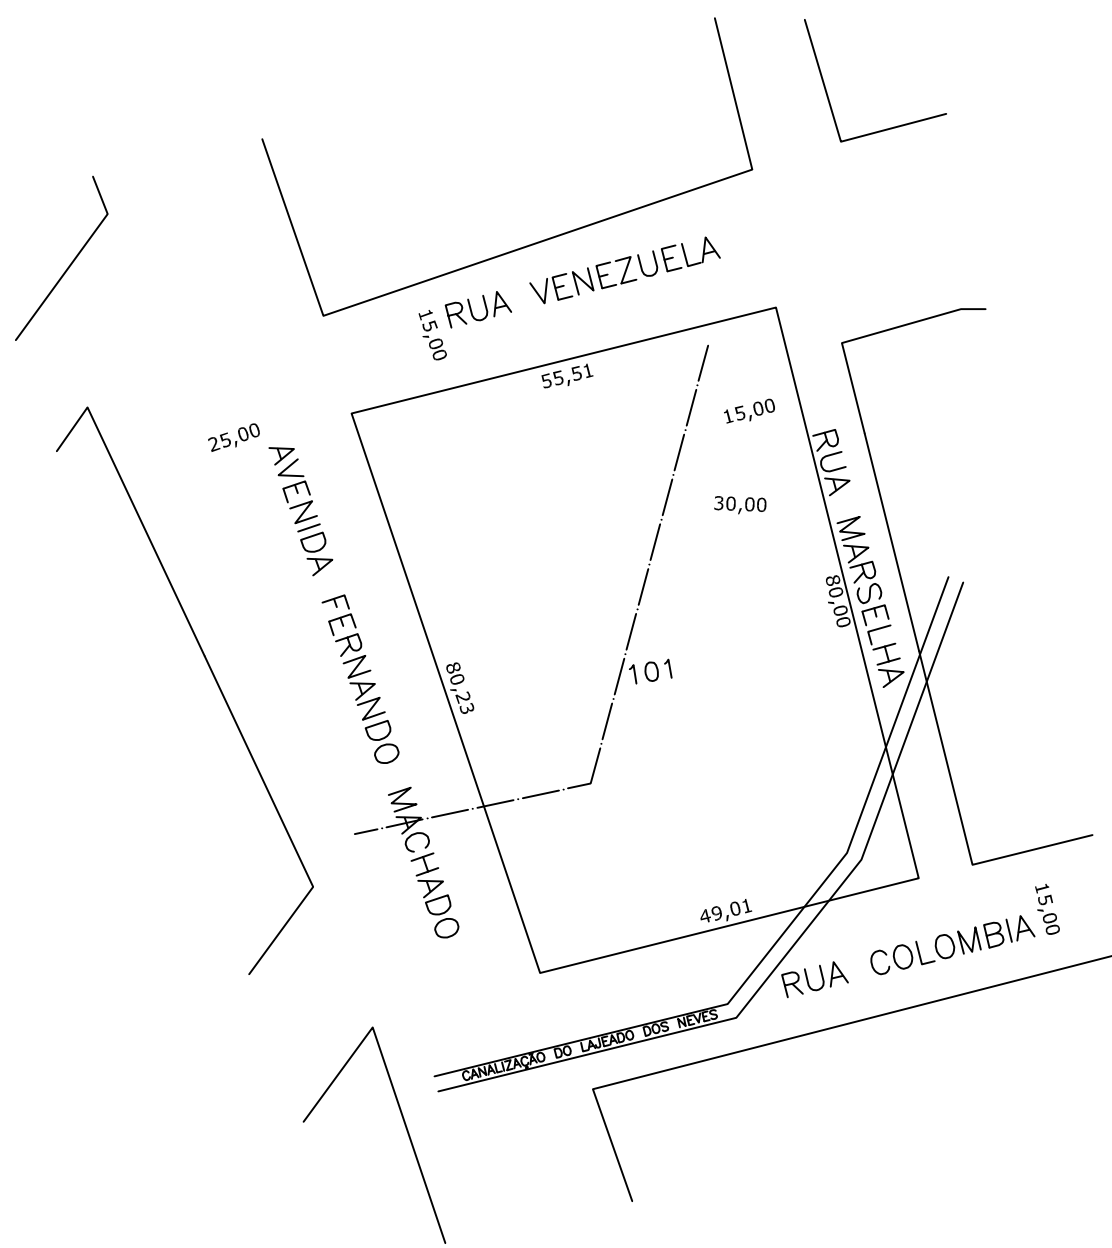 RUA VENEZUELA
15,00
55,51
25,00
15,00
AVENIDA FERNANDO MACHADO
RUA MARSELHA
30,00
80,00
80,23
101
49,01
15,00
RUA COLOMBIA
CANALIZAÇÃO DO LAJEADO DOS NEVES